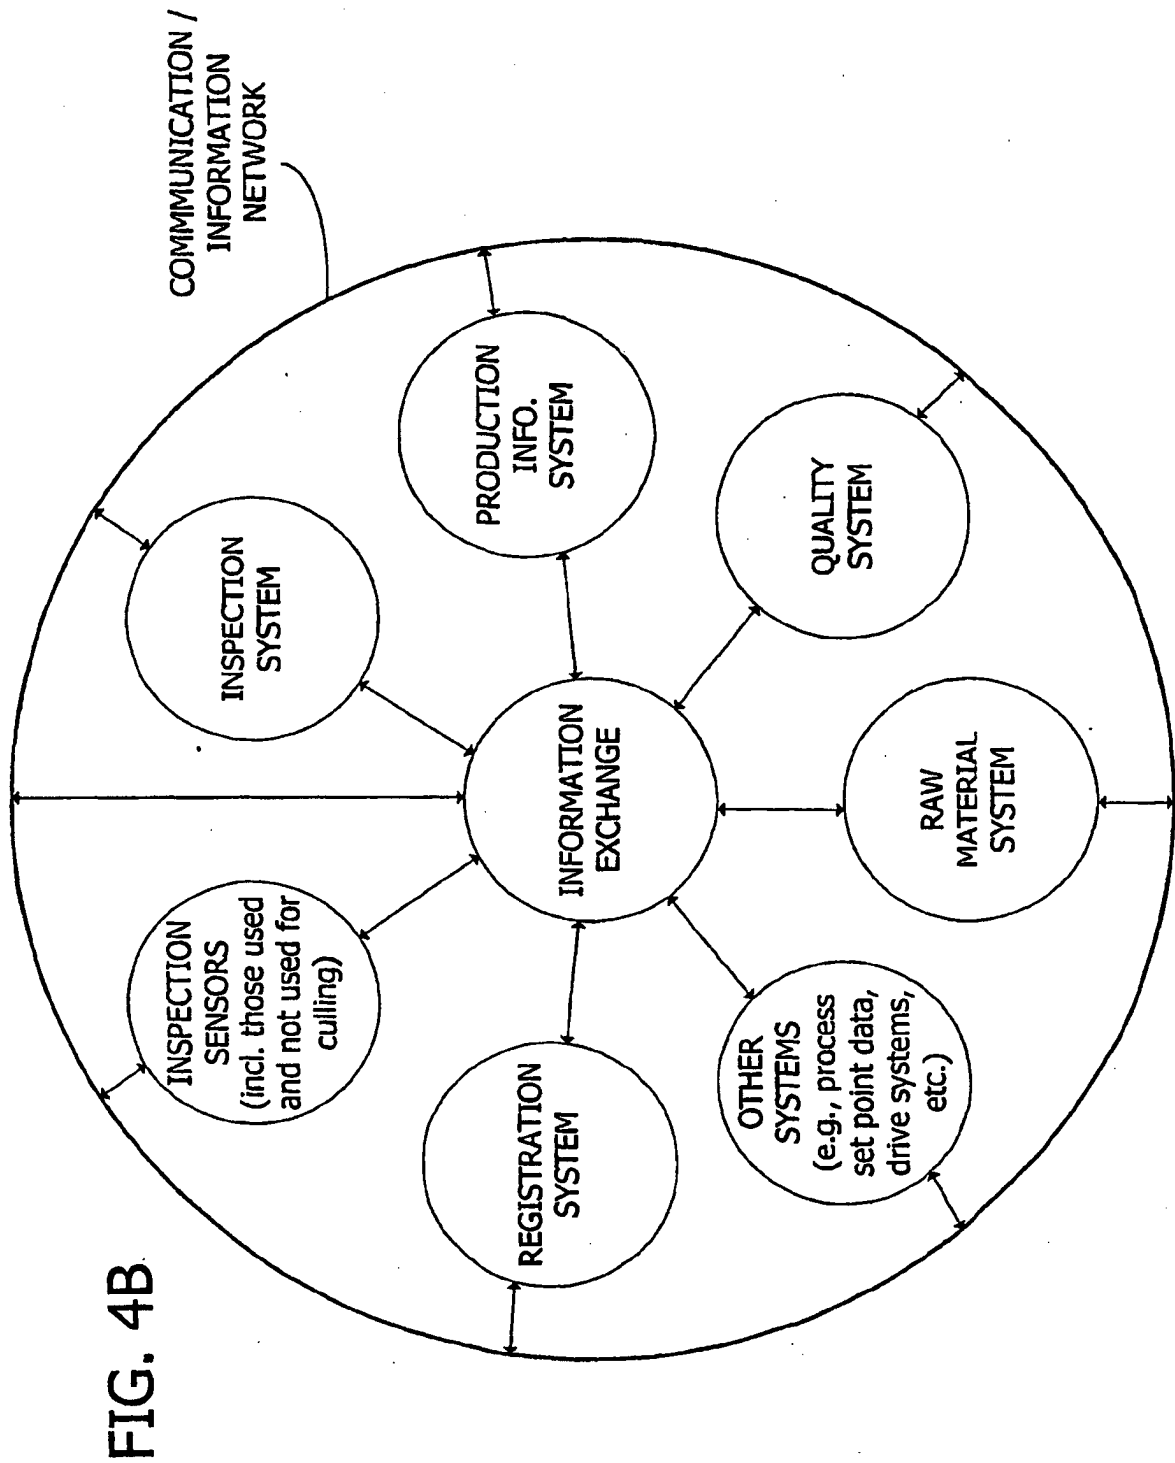 FIG. 4B
COMMMUNICATION /
INFORMATION
NETWORK
INSPECTION
SENSORS
(incl. those used
and not used for
culling)
INSPECTION
SYSTEM
REGISTRATION
SYSTEM
INFORMATION
EXCHANGE
PRODUCTION
INFO.
SYSTEM
OTHER
SYSTEMS
(e.g., process
set point data,
drive systems,
etc.)
RAW
MATERIAL
SYSTEM
QUALITY
SYSTEM